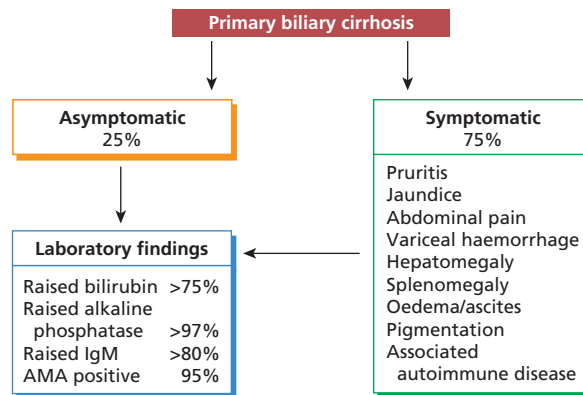 Primary biliary cirrhosis
Asymptomatic
25%
Symptomatic
75%
Pruritis
Jaundice
Abdominal pain
Variceal haemorrhage
Hepatomegaly
Splenomegaly
Oedema/ascites
Pigmentation
Associated
autoimmune disease
Laboratory findings
Raised bilirubin >75%
Raised alkaline
phosphatase >97%
Raised IgM >80%
AMA positive 95%